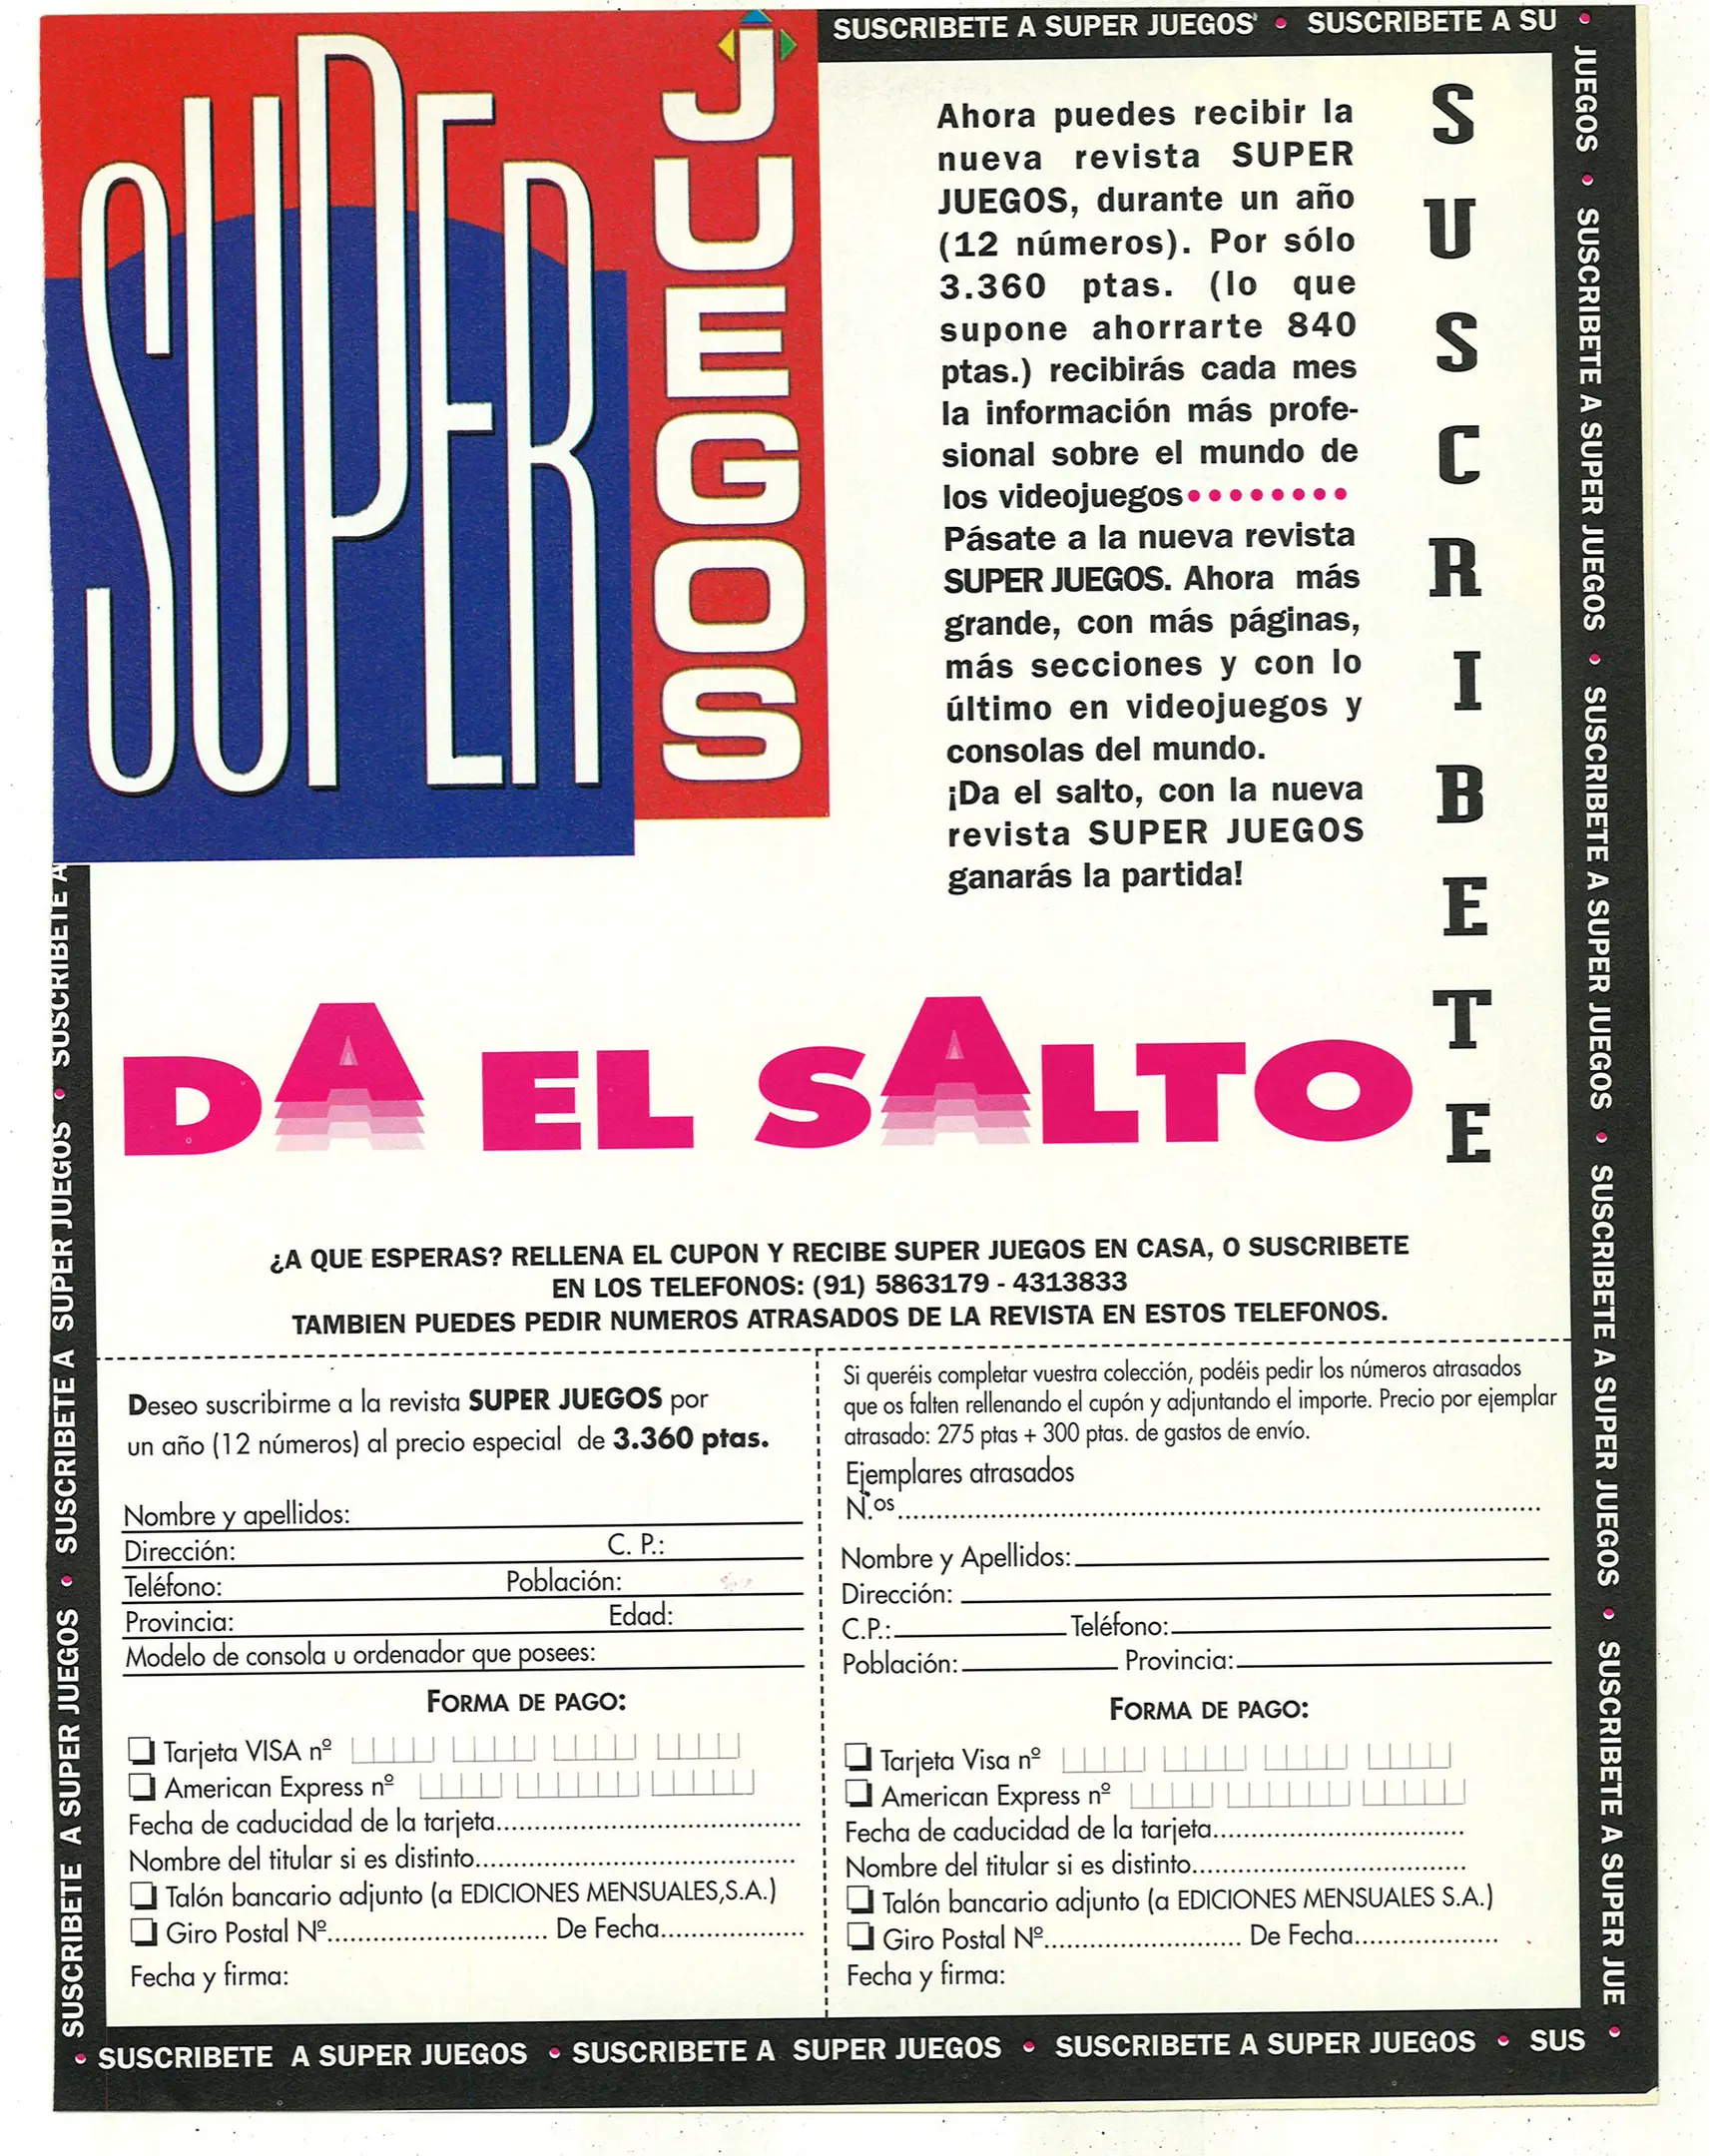 SUPER
JUEGOS
SUSCRIBETE A SUPER JUEGOS • SUSCRIBETE A SU •
JUEGOS • SUSCRIBETE A SUPER JUEGOS • SUSCRIBETE A SUPER JUEGOS • SUSCRIBETE A SUPER JUEGOS • SUSCRIBETE A SUPER JUE
Ahora puedes recibir la
nueva revista SUPER
JUEGOS, durante un año
(12 números). Por sólo
3.360 ptas. (lo que
supone ahorrarte 840
ptas.) recibirás cada mes
la información más profe-
sional sobre el mundo de
los videojuegos••••••••
Pásate a la nueva revista
SUPER JUEGOS. Ahora más
grande, con más páginas,
más secciones y con lo
último en videojuegos y
consolas del mundo.
¡Da el salto, con la nueva
revista SUPER JUEGOS
ganarás la partida!
SUSCRIBETE
DA EL SALTO
¿A QUE ESPERAS? RELLENA EL CUPON Y RECIBE SUPER JUEGOS EN CASA, O SUSCRIBETE
EN LOS TELEFONOS: (91) 5863179 - 4313833
TAMBIEN PUEDES PEDIR NUMEROS ATRASADOS DE LA REVISTA EN ESTOS TELEFONOS.
Deseo suscribirme a la revista SUPER JUEGOS por
un año (12 números) al precio especial de 3.360 ptas.
Nombre y apellidos:
Dirección: C. P.:
Teléfono: Población:
Provincia: Edad:
Modelo de consola u ordenador que posees:
FORMA DE PAGO:
Tarjeta VISA nº
American Express nº
Fecha de caducidad de la tarjeta
Nombre del titular si es distinto
Talón bancario adjunto (a EDICIONES MENSUALES,S.A.)
Giro Postal Nº De Fecha
Fecha y firma:
Si queréis completar vuestra colección, podéis pedir los números atrasados
que os falten rellenando el cupón y adjuntando el importe. Precio por ejemplar
atrasado: 275 ptas + 300 ptas. de gastos de envío.
Ejemplares atrasados
N.os
Nombre y Apellidos:
Dirección:
C.P.: Teléfono:
Población: Provincia:
FORMA DE PAGO:
Tarjeta Visa nº
American Express nº
Fecha de caducidad de la tarjeta
Nombre del titular si es distinto
Talón bancario adjunto (a EDICIONES MENSUALES S.A.)
Giro Postal Nº De Fecha
Fecha y firma:
SUSCRIBETE A SUPER JUEGOS • SUSCRIBETE A SUPER JUEGOS • SUSCRIBETE A
• SUSCRIBETE A SUPER JUEGOS • SUSCRIBETE A SUPER JUEGOS • SUSCRIBETE A SUPER JUEGOS • SUS •